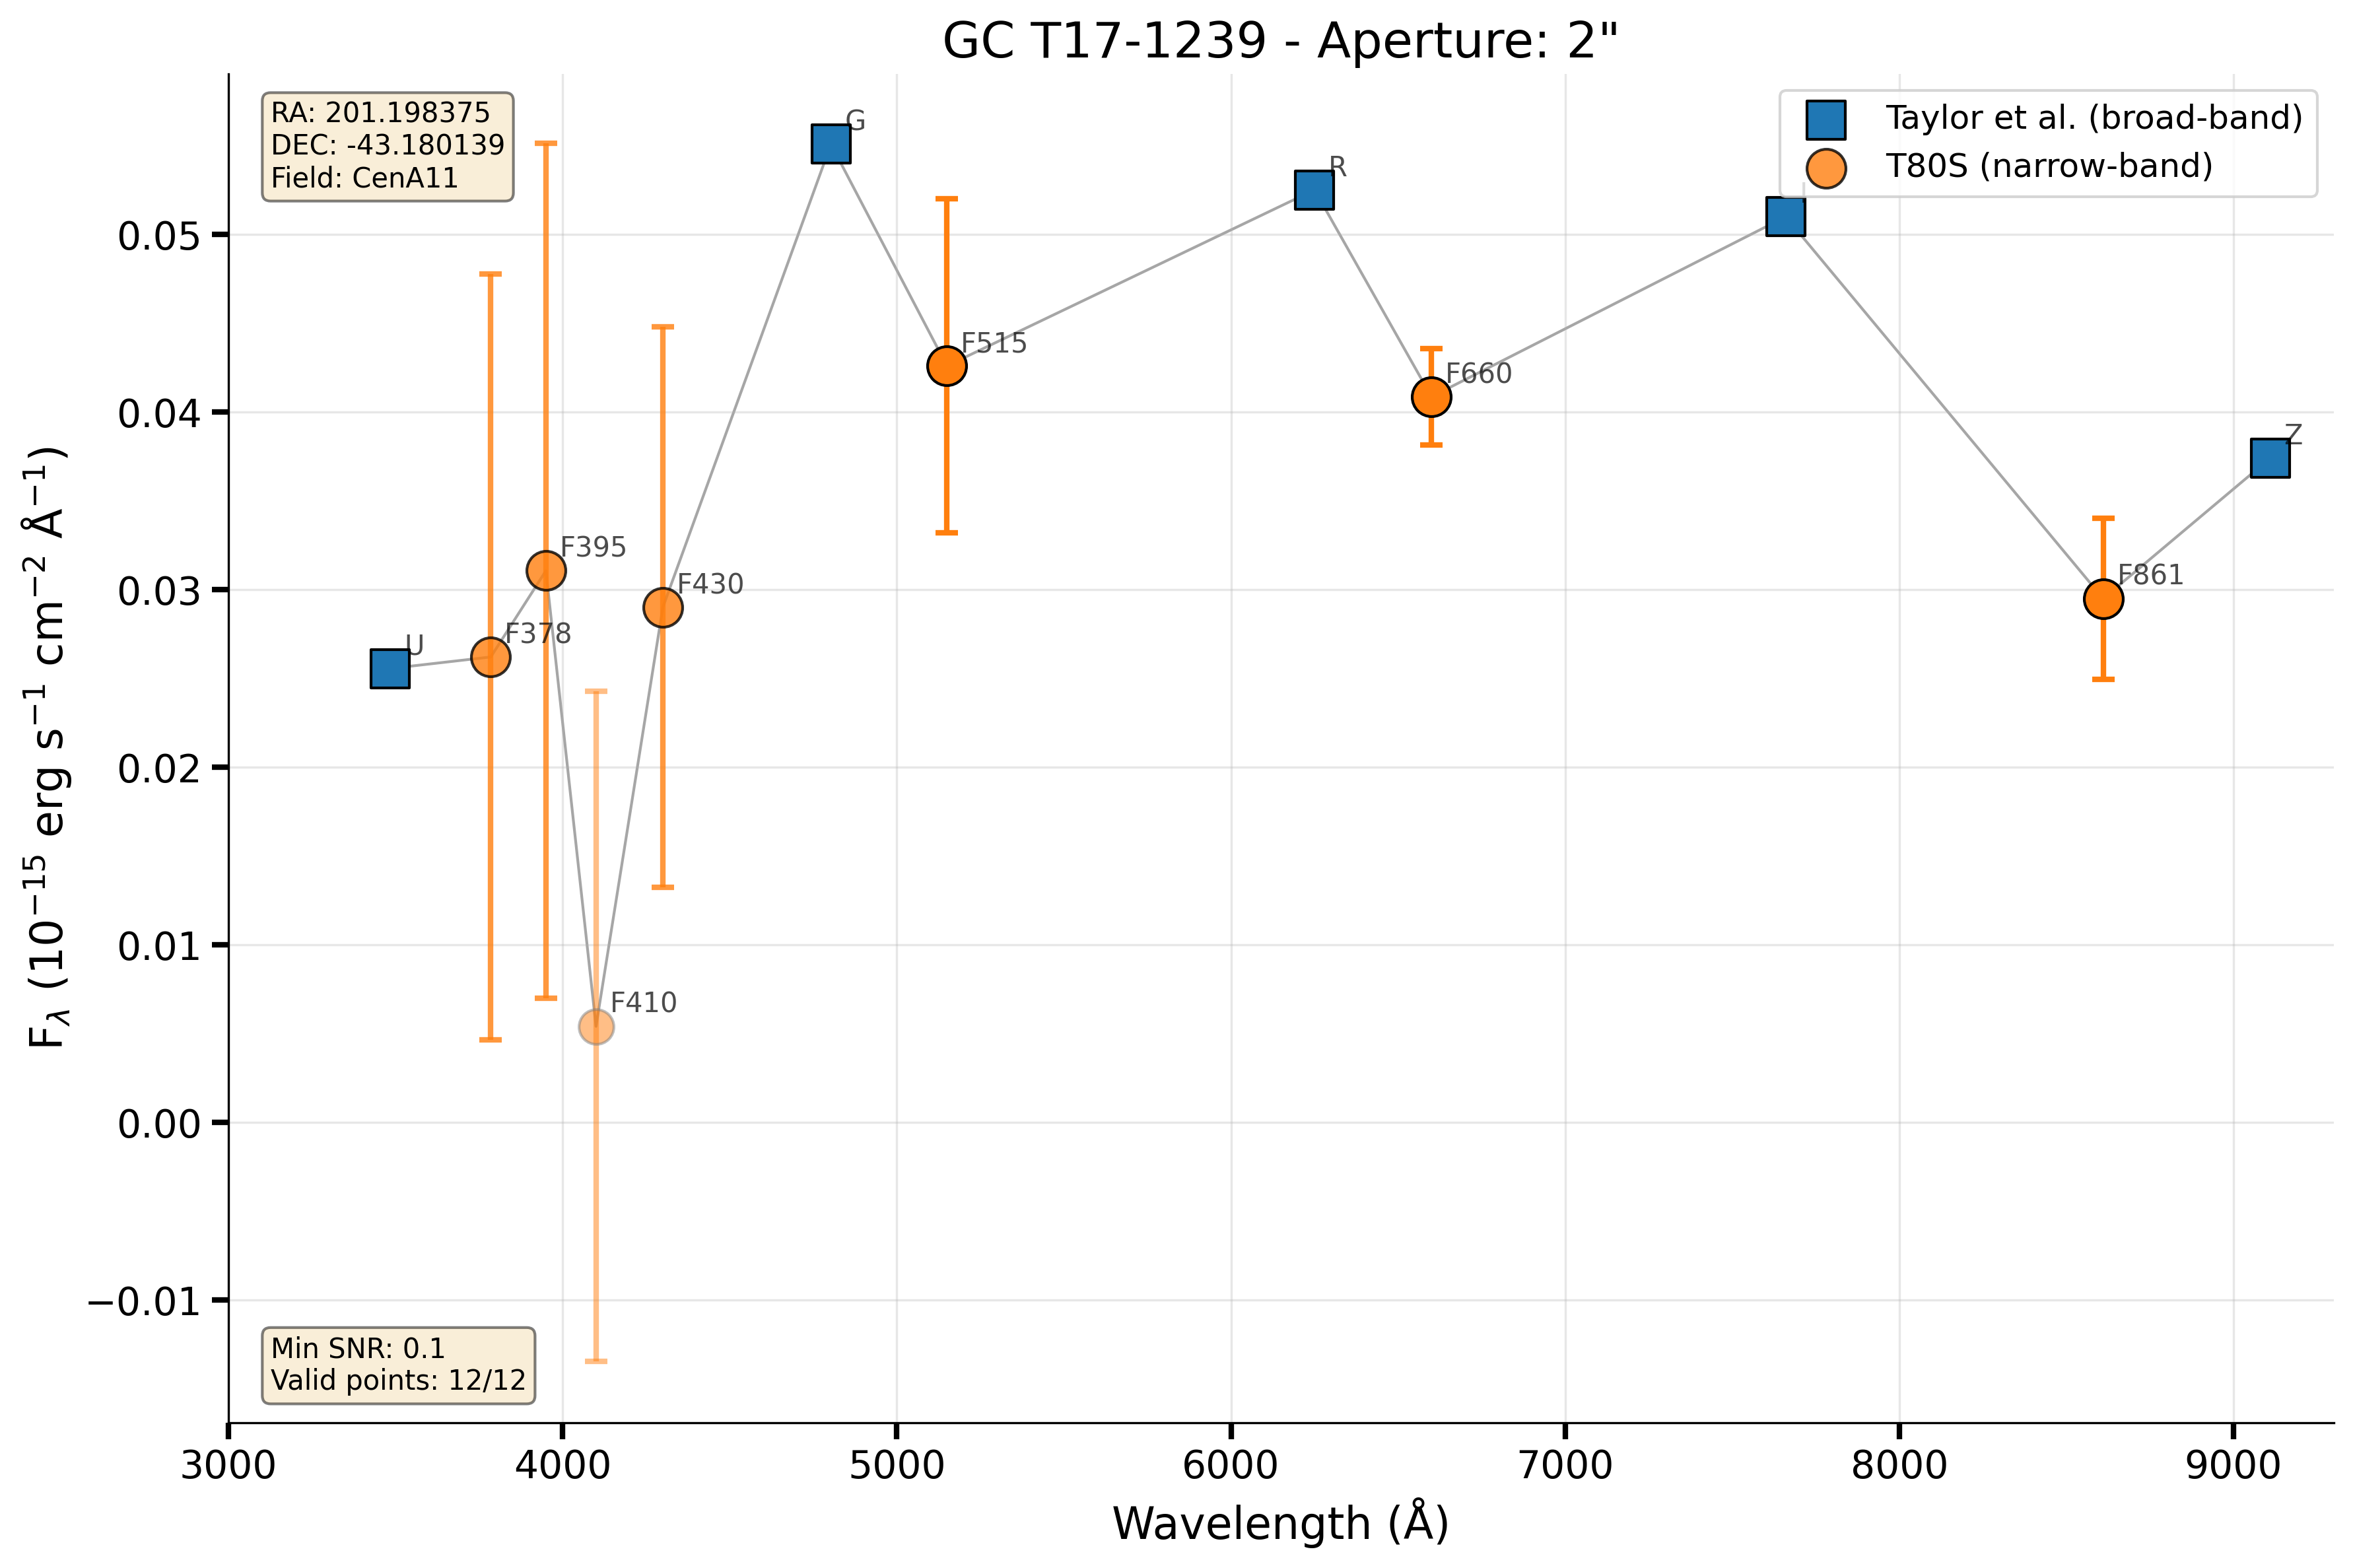 GC T17-1239 - Aperture: 2"
RA: 201.198375
DEC: -43.180139
Field: CenA11
Taylor et al. (broad-band)
T80S (narrow-band)
G
R
F515
F660
Z
F395
F430
F861
U
F378
F410
0.05
0.04
0.03
0.02
0.01
0.00
−0.01
F$_{λ}$ (10$^{−15}$ erg s$^{−1}$ cm$^{−2}$ Å$^{−1}$)
Min SNR: 0.1
Valid points: 12/12
3000 4000 5000 6000 7000 8000 9000
Wavelength (Å)